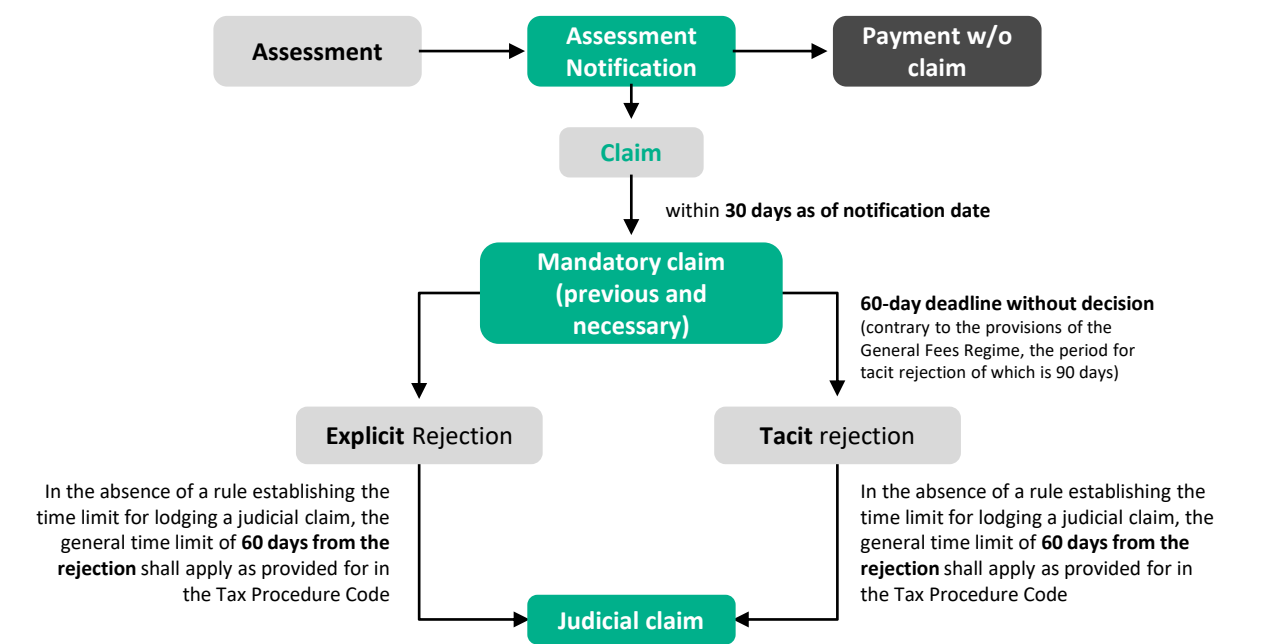 Assessment
Assessment
Notification
Payment w/o
claim
Claim
within 30 days as of notification date
Mandatory claim
(previous and
necessary)
60-day deadline without decision
(contrary to the provisions of the
General Fees Regime, the period for
tacit rejection of which is 90 days)
Explicit Rejection
Tacit rejection
In the absence of a rule establishing the
time limit for lodging a judicial claim, the
general time limit of 60 days from the
rejection shall apply as provided for in
the Tax Procedure Code
In the absence of a rule establishing the
time limit for lodging a judicial claim, the
general time limit of 60 days from the
rejection shall apply as provided for in
the Tax Procedure Code
Judicial claim